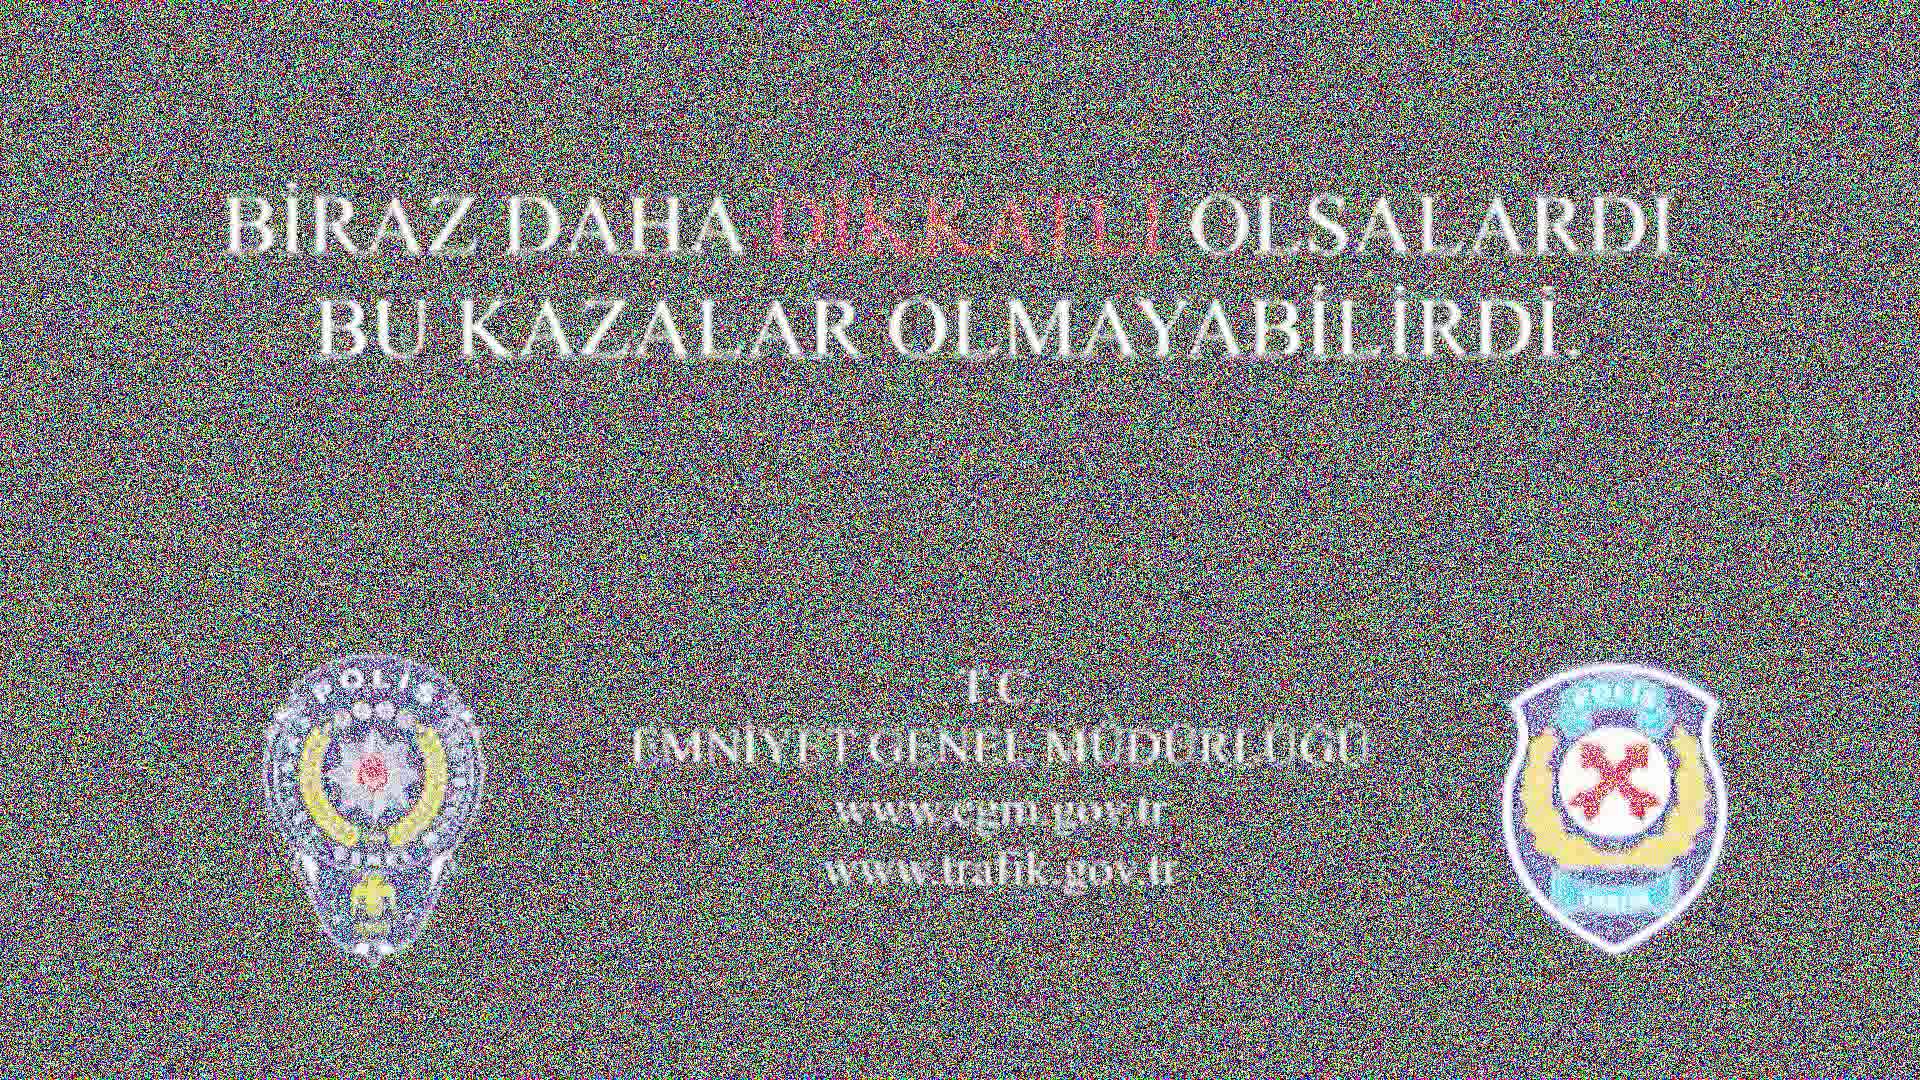 BİRAZ DAHA DİKKATLİ OLSALARDI
BU KAZALAR OLMAYABİLİRDİ.
T.C.
EMNİYET GENEL MÜDÜRLÜĞÜ
www.egm.gov.tr
www.trafik.gov.tr
POLİS
POLİS